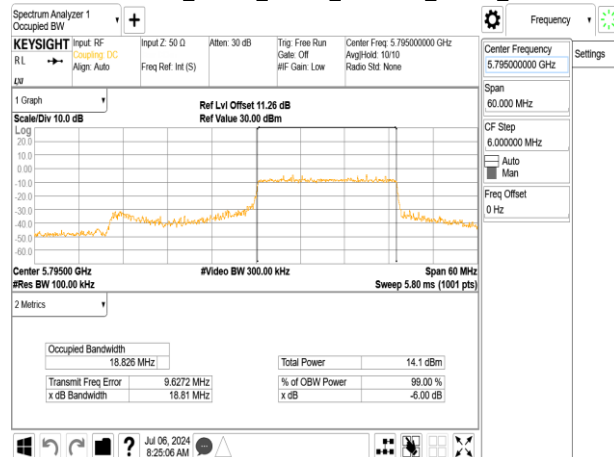 Spectrum Analyzer 1
Occupied BW
Frequency
KEYSIGHT
Input: RF
Coupling: DC
Align: Auto
Input Z: 50 Ω
Freq Ref: Int (S)
Atten: 30 dB
Trig: Free Run
Gate: Off
#IF Gain: Low
Center Freq: 5.795000000 GHz
Avg|Hold: 10/10
Radio Std: None
R L
LXI
Center Frequency
5.795000000 GHz
Settings
Span
60.000 MHz
CF Step
6.000000 MHz
Auto
Man
Freq Offset
0 Hz
1 Graph
Scale/Div 10.0 dB
Ref Lvl Offset 11.26 dB
Ref Value 30.00 dBm
Log
20.0
10.0
0.00
-10.0
-20.0
-30.0
-40.0
-50.0
-60.0
Center 5.79500 GHz
#Video BW 300.00 kHz
Span 60 MHz
#Res BW 100.00 kHz
Sweep 5.80 ms (1001 pts)
2 Metrics
Occupied Bandwidth
18.826 MHz
Total Power 14.1 dBm
Transmit Freq Error 9.6272 MHz
% of OBW Power 99.00 %
x dB Bandwidth 18.81 MHz
x dB -6.00 dB
Jul 06, 2024
8:25:06 AM